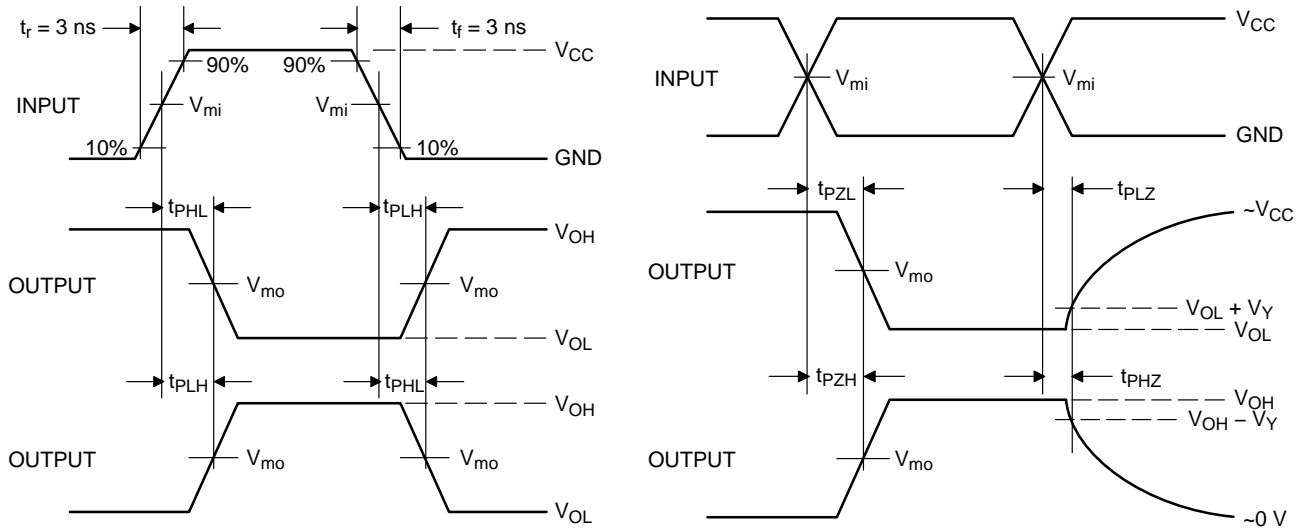 tr = 3 ns
tf = 3 ns
VCC
90%
90%
INPUT
Vmi
Vmi
10%
10%
GND
tPHL
tPLH
VOH
OUTPUT
Vmo
Vmo
VOL
tPLH
tPHL
VOH
OUTPUT
Vmo
Vmo
VOL
VCC
INPUT
Vmi
Vmi
GND
tPZL
tPLZ
~VCC
OUTPUT
Vmo
VOL + VY
VOL
tPZH
tPHZ
VOH
VOH – VY
OUTPUT
Vmo
~0 V